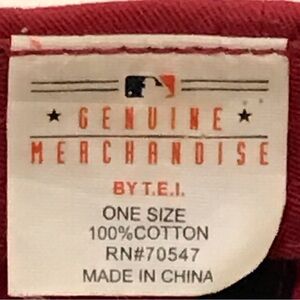 GENUINE
MERCHANDISE
BY T.E.I.
ONE SIZE
100%COTTON
RN#70547
MADE IN CHINA